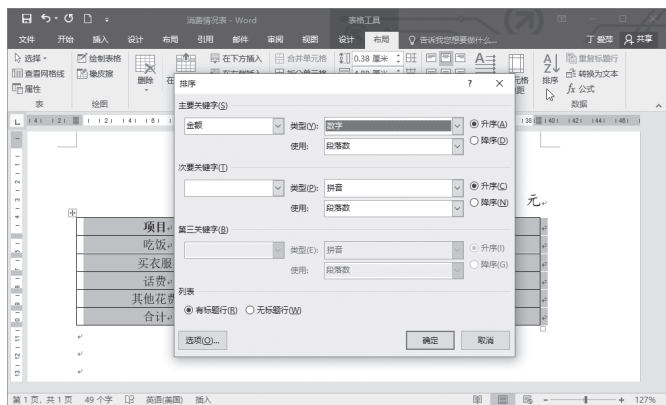 消费情况表 - Word
表格工具
文件 开始 插入 设计 布局 引用 邮件 审阅 视图 设计 布局 告诉我您想要做什么... 丁爱萍 共享
选择 绘制表格 在下方插入 合并单元格 0.38 厘米 重复标题行
查看网格线 橡皮擦 删除 排序 转换为文本
属性 fx 公式
表 绘图 数据
排序 ? ×
主要关键字(S)
金额 类型(Y): 数字 升序(A)
使用: 段落数 降序(D)
次要关键字(T)
类型(P): 拼音 升序(C)
使用: 段落数 降序(N)
第三关键字(B)
类型(E): 拼音 升序(I)
使用: 段落数 降序(G)
列表
有标题行(R) 无标题行(W)
选项(O)... 确定 取消
元
项目
吃饭
买衣服
话费
其他花费
合计
第 1 页，共 1 页 49 个字 英语(美国) 插入 127%